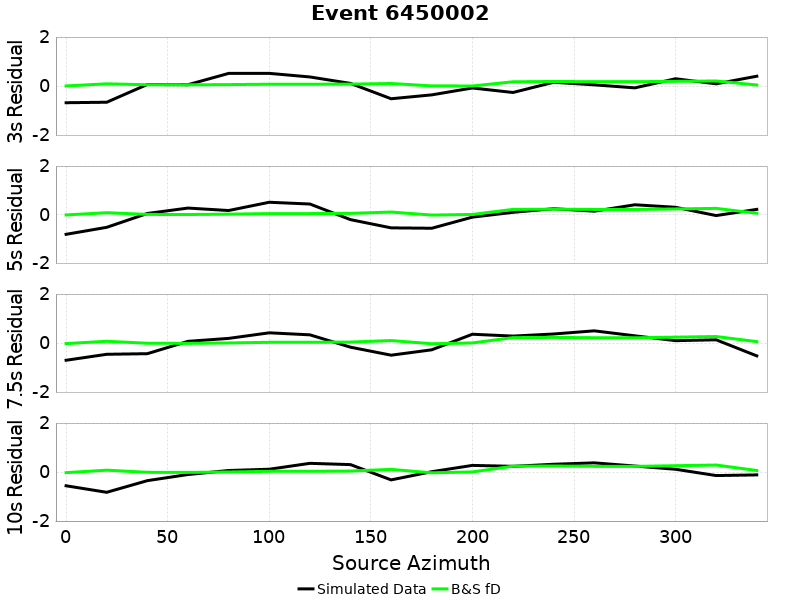 Event 6450002
3s Residual
2
0
-2
5s Residual
2
0
-2
7.5s Residual
2
0
-2
10s Residual
2
0
-2
0 50 100 150 200 250 300
Source Azimuth
Simulated Data B&S fD